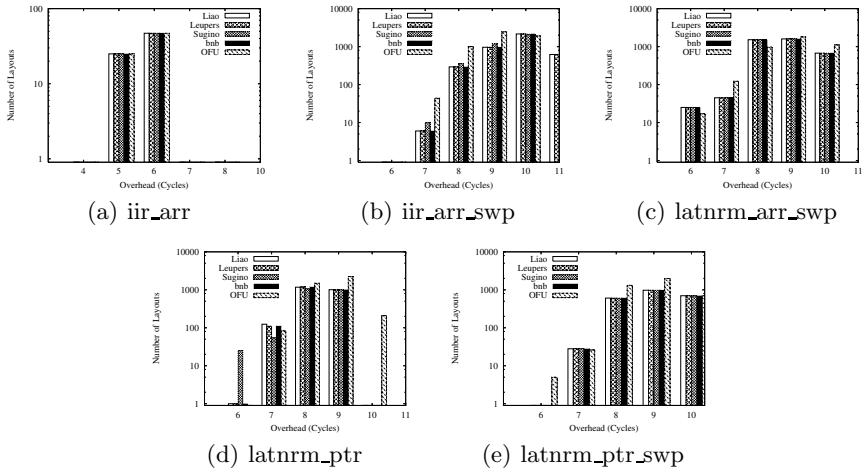 Number of Layouts
100
10
1
Liao
Leupers
Sugino
bnb
OFU
4 5 6 7 8 10
Overhead (Cycles)
(a) iir_arr
Number of Layouts
10000
1000
100
10
1
Liao
Leupers
Sugino
bnb
OFU
6 7 8 9 10 11
Overhead (Cycles)
(b) iir_arr_swp
Number of Layouts
10000
1000
100
10
1
Liao
Leupers
Sugino
bnb
OFU
6 7 8 9 10 11
Overhead (Cycles)
(c) latnrm_arr_swp
Number of Layouts
10000
1000
100
10
1
Liao
Leupers
Sugino
bnb
OFU
6 7 8 9 10 11
Overhead (Cycles)
(d) latnrm_ptr
Number of Layouts
10000
1000
100
10
1
Liao
Leupers
Sugino
bnb
OFU
6 7 8 9 10
Overhead (Cycles)
(e) latnrm_ptr_swp